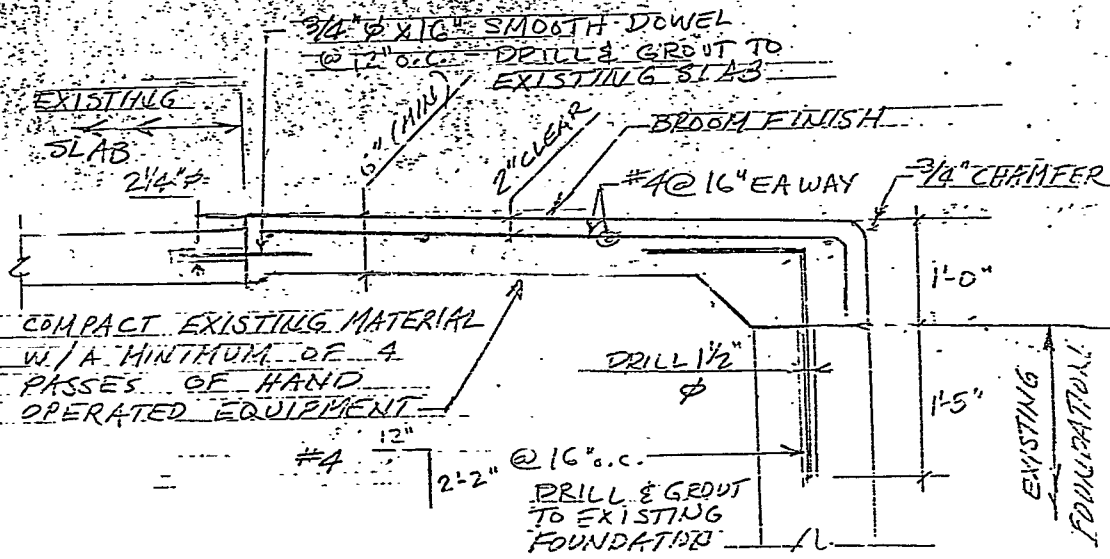 3/4" φ X 16" SMOOTH DOWEL
@ 12" O.C. - DRILL & GROUT TO
EXISTING SLAB
EXISTING
SLAB
2 1/4" φ
6" (MIN)
2" CLEAR
BROOM FINISH
#4 @ 16" EA WAY
3/4" CHAMFER
1'-0"
COMPACT EXISTING MATERIAL
W/ A MINIMUM OF 4
PASSES OF HAND
OPERATED EQUIPMENT
DRILL 1 1/2"
φ
1'-5"
EXISTING
FOUNDATION
12"
#4
2'-2"
@ 16" o.c.
DRILL & GROUT
TO EXISTING
FOUNDATION